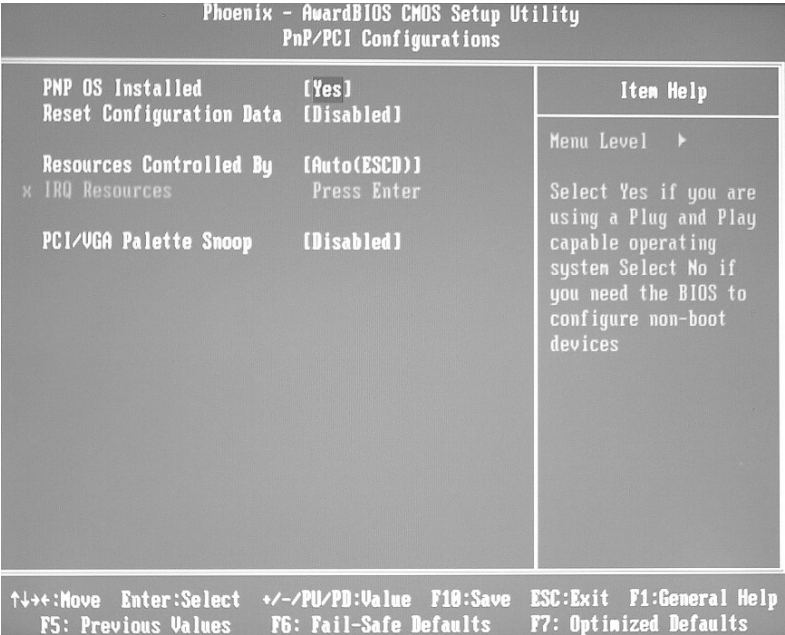 Phoenix - AwardBIOS CMOS Setup Utility
PnP/PCI Configurations
PNP OS Installed [Yes]
Reset Configuration Data [Disabled]
Resources Controlled By [Auto(ESCD)]
x IRQ Resources Press Enter
PCI/VGA Palette Snoop [Disabled]
Item Help
Menu Level ▸
Select Yes if you are
using a Plug and Play
capable operating
system Select No if
you need the BIOS to
configure non-boot
devices
↑↓→←:Move Enter:Select +/-/PU/PD:Value F10:Save ESC:Exit F1:General Help
F5: Previous Values F6: Fail-Safe Defaults F7: Optimized Defaults